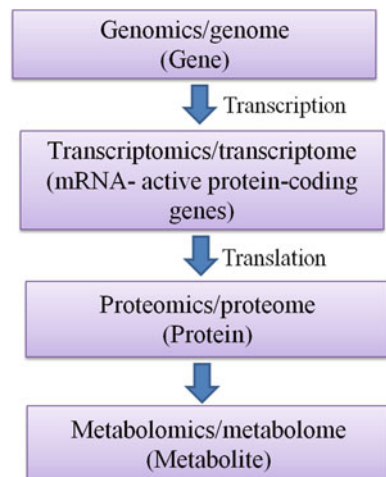 Genomics/genome
(Gene)
Transcription
Transcriptomics/transcriptome
(mRNA- active protein-coding
genes)
Translation
Proteomics/proteome
(Protein)
Metabolomics/metabolome
(Metabolite)